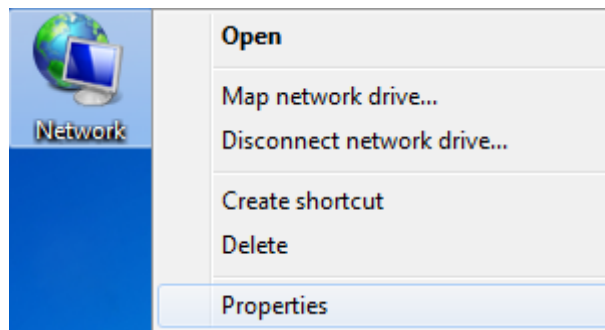 Network
Open
Map network drive...
Disconnect network drive...
Create shortcut
Delete
Properties